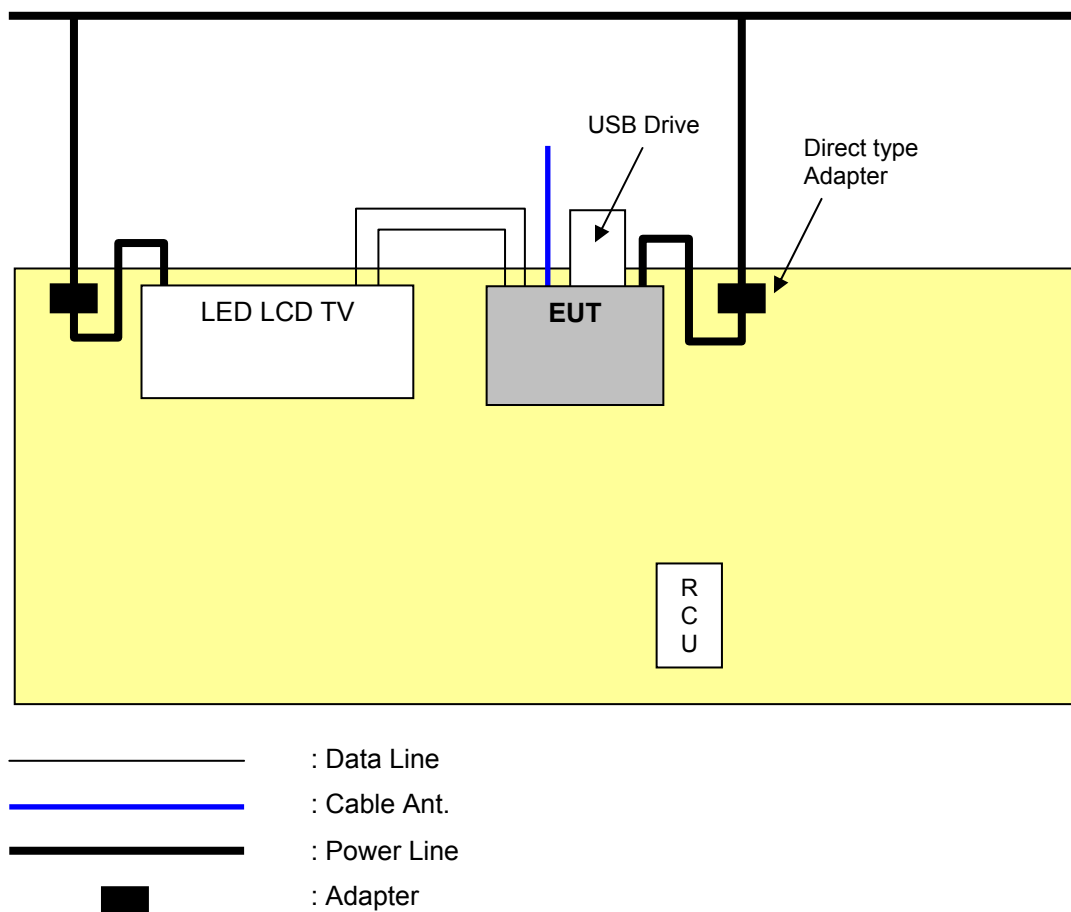 USB Drive
Direct type
Adapter
LED LCD TV
EUT
R
C
U
: Data Line
: Cable Ant.
: Power Line
: Adapter